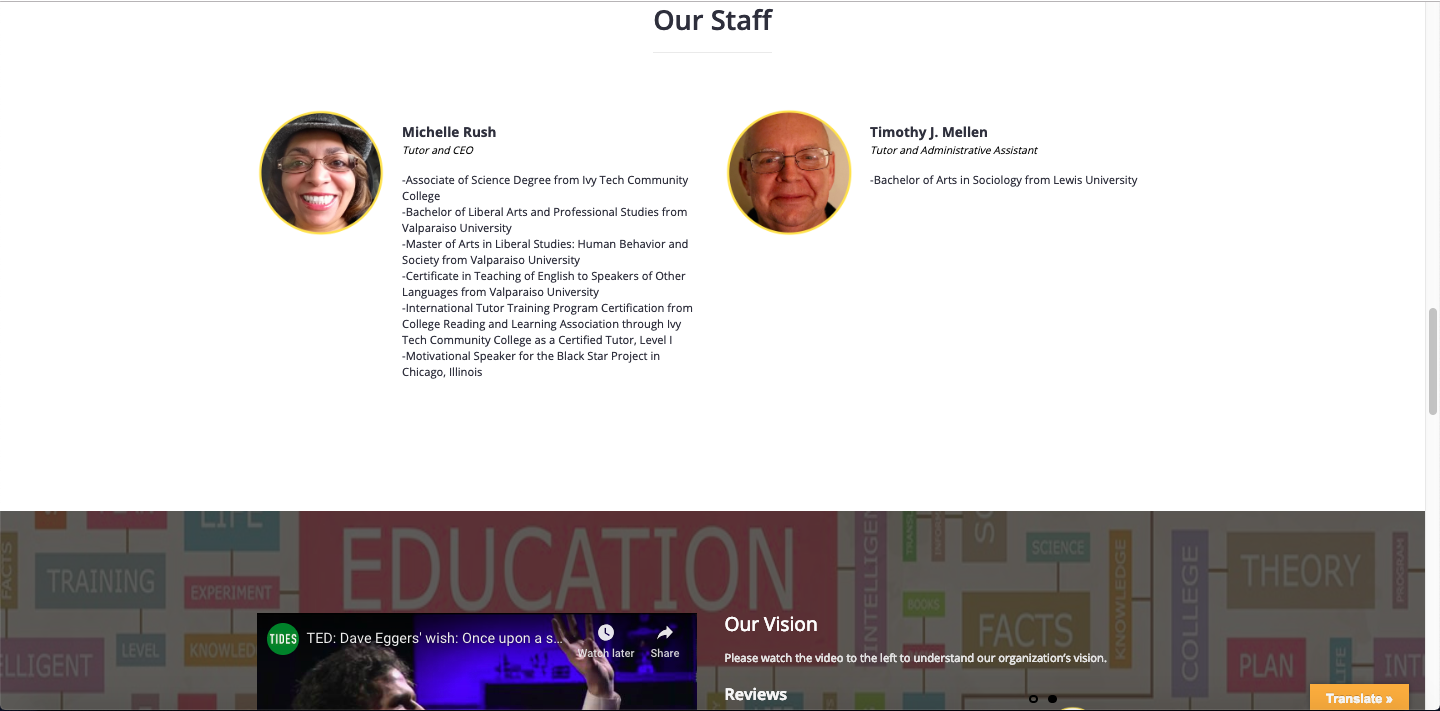 Our Staff
Michelle Rush
Tutor and CEO
-Associate of Science Degree from Ivy Tech Community
College
-Bachelor of Liberal Arts and Professional Studies from
Valparaiso University
-Master of Arts in Liberal Studies: Human Behavior and
Society from Valparaiso University
-Certificate in Teaching of English to Speakers of Other
Languages from Valparaiso University
-International Tutor Training Program Certification from
College Reading and Learning Association through Ivy
Tech Community College as a Certified Tutor, Level I
-Motivational Speaker for the Black Star Project in
Chicago, Illinois
Timothy J. Mellen
Tutor and Administrative Assistant
-Bachelor of Arts in Sociology from Lewis University
LIFE
FACTS
TRAINING
EXPERIMENT
EDUCATION
LEVEL
KNOWLED
LLIGENT
INTELLIGEN
TRANSL
INFORM
SC
SCIENCE
BOOKS
FACTS
KNOWLEDGE
COLLEGE
THEORY
PROGRAM
PLAN
LIFE
INT
TIDES
TED: Dave Eggers' wish: Once upon a s...
Watch later
Share
Our Vision
Please watch the video to the left to understand our organization's vision.
Reviews
Translate »